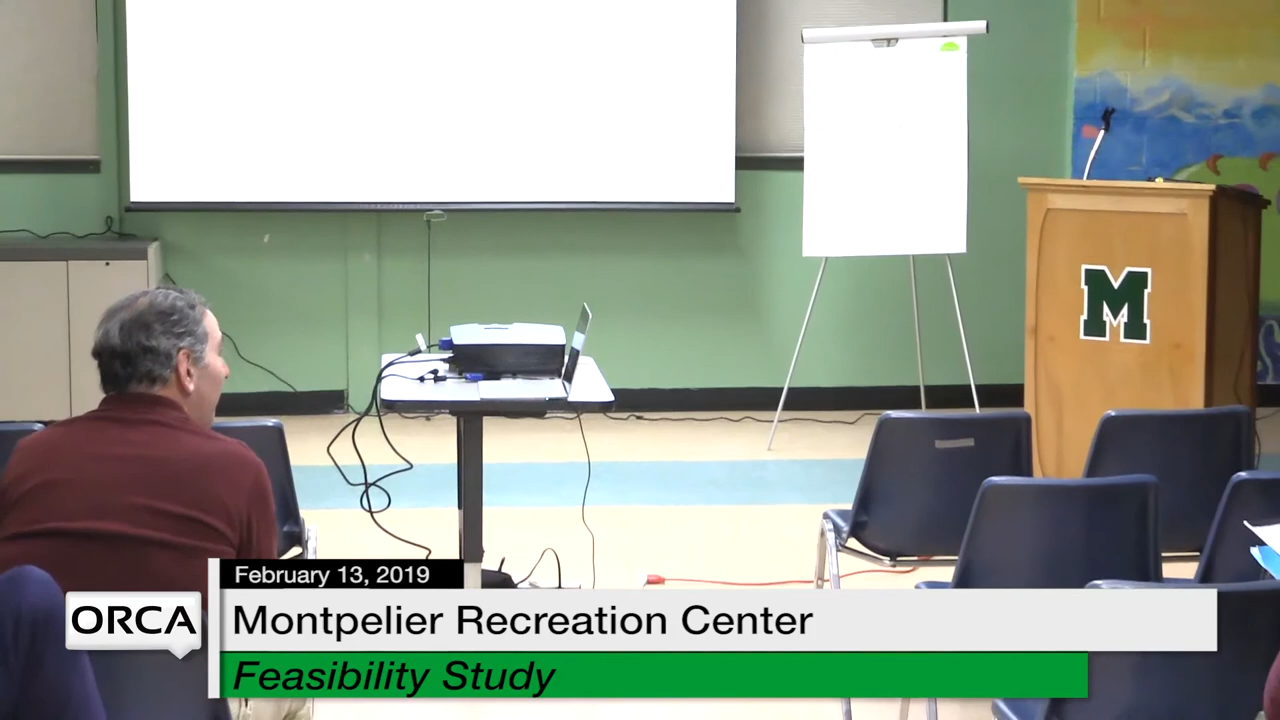 M
February 13, 2019
ORCA
Montpelier Recreation Center
Feasibility Study